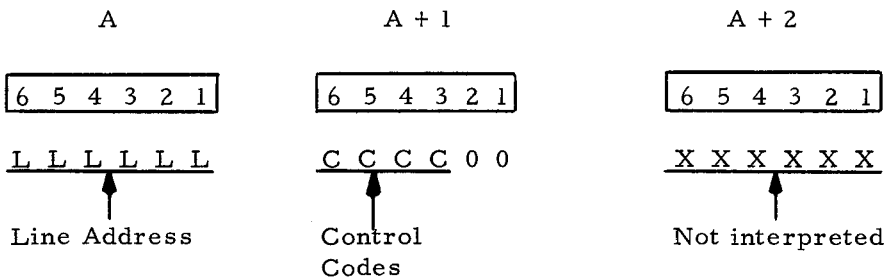 A A + 1 A + 2
6 5 4 3 2 1 6 5 4 3 2 1 6 5 4 3 2 1
L L L L L L C C C C 0 0 X X X X X X
Line Address Control Not interpreted
Codes